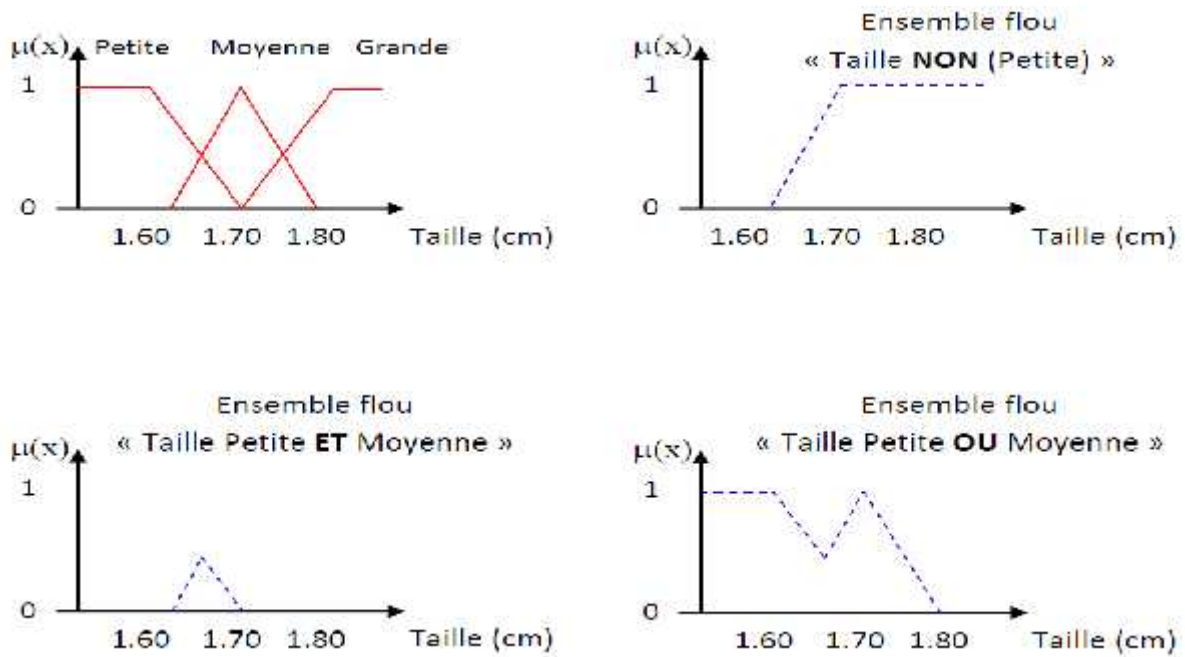 μ(x) Petite Moyenne Grande
1
0
1.60 1.70 1.80 Taille (cm)
Ensemble flou
μ(x) « Taille NON (Petite) »
1
0
1.60 1.70 1.80 Taille (cm)
Ensemble flou
μ(x) « Taille Petite ET Moyenne »
1
0
1.60 1.70 1.80 Taille (cm)
Ensemble flou
μ(x) « Taille Petite OU Moyenne »
1
0
1.60 1.70 1.80 Taille (cm)